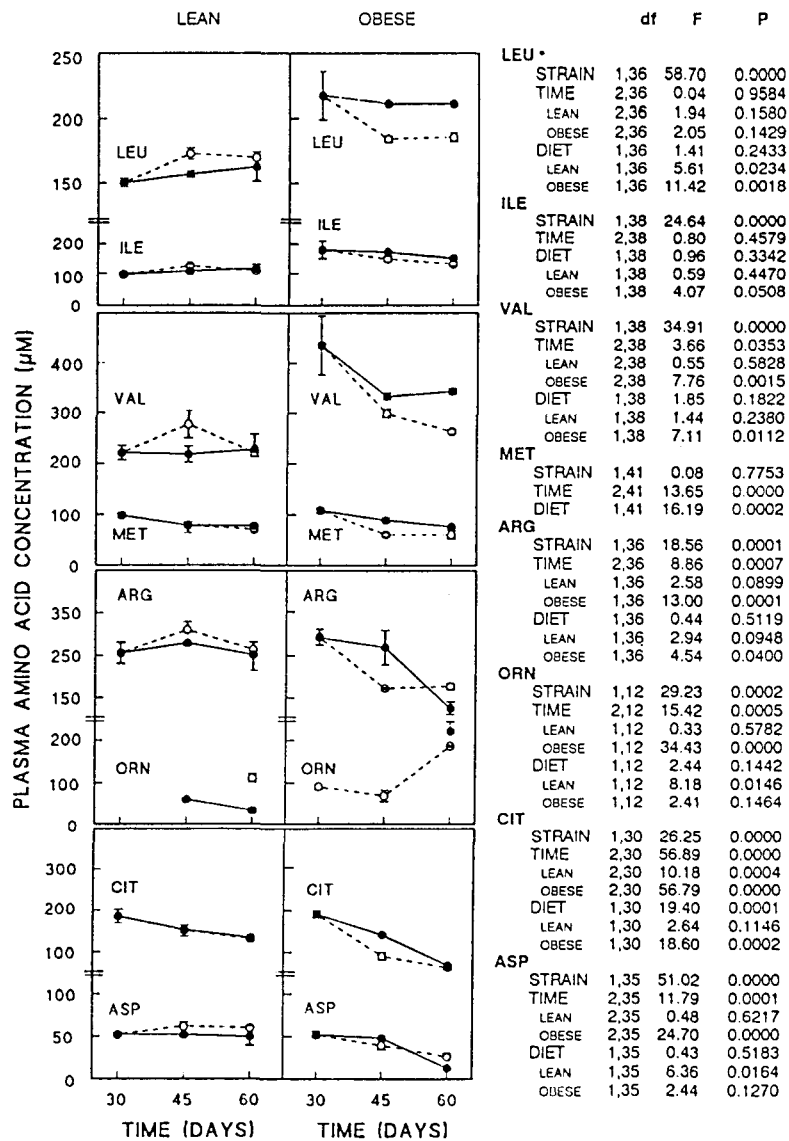 LEAN OBESE df F P
250
200
150
200
100
0
LEU
ILE
LEU
ILE
400
300
200
100
0
VAL
MET
VAL
MET
350
250
150
200
100
0
ARG
ORN
ARG
ORN
300
200
100
100
50
0
CIT
ASP
CIT
ASP
30 45 60 30 45 60
TIME (DAYS) TIME (DAYS)
PLASMA AMINO ACID CONCENTRATION (µM)
LEU *
STRAIN 1,36 58.70 0.0000
TIME 2,36 0.04 0.9584
LEAN 2,36 1.94 0.1580
OBESE 2,36 2.05 0.1429
DIET 1,36 1.41 0.2433
LEAN 1,36 5.61 0.0234
OBESE 1,36 11.42 0.0018
ILE
STRAIN 1,38 24.64 0.0000
TIME 2,38 0.80 0.4579
DIET 1,38 0.96 0.3342
LEAN 1,38 0.59 0.4470
OBESE 1,38 4.07 0.0508
VAL
STRAIN 1,38 34.91 0.0000
TIME 2,38 3.66 0.0353
LEAN 2,38 0.55 0.5828
OBESE 2,38 7.76 0.0015
DIET 1,38 1.85 0.1822
LEAN 1,38 1.44 0.2380
OBESE 1,38 7.11 0.0112
MET
STRAIN 1,41 0.08 0.7753
TIME 2,41 13.65 0.0000
DIET 1,41 16.19 0.0002
ARG
STRAIN 1,36 18.56 0.0001
TIME 2,36 8.86 0.0007
LEAN 1,36 2.58 0.0899
OBESE 1,36 13.00 0.0001
DIET 1,36 0.44 0.5119
LEAN 1,36 2.94 0.0948
OBESE 1,36 4.54 0.0400
ORN
STRAIN 1,12 29.23 0.0002
TIME 2,12 15.42 0.0005
LEAN 1,12 0.33 0.5782
OBESE 1,12 34.43 0.0000
DIET 1,12 2.44 0.1442
LEAN 1,12 8.18 0.0146
OBESE 1,12 2.41 0.1464
CIT
STRAIN 1,30 26.25 0.0000
TIME 2,30 56.89 0.0000
LEAN 2,30 10.18 0.0004
OBESE 2,30 56.79 0.0000
DIET 1,30 19.40 0.0001
LEAN 1,30 2.64 0.1146
OBESE 1,30 18.60 0.0002
ASP
STRAIN 1,35 51.02 0.0000
TIME 2,35 11.79 0.0001
LEAN 2,35 0.48 0.6217
OBESE 2,35 24.70 0.0000
DIET 1,35 0.43 0.5183
LEAN 1,35 6.36 0.0164
OBESE 1,35 2.44 0.1270